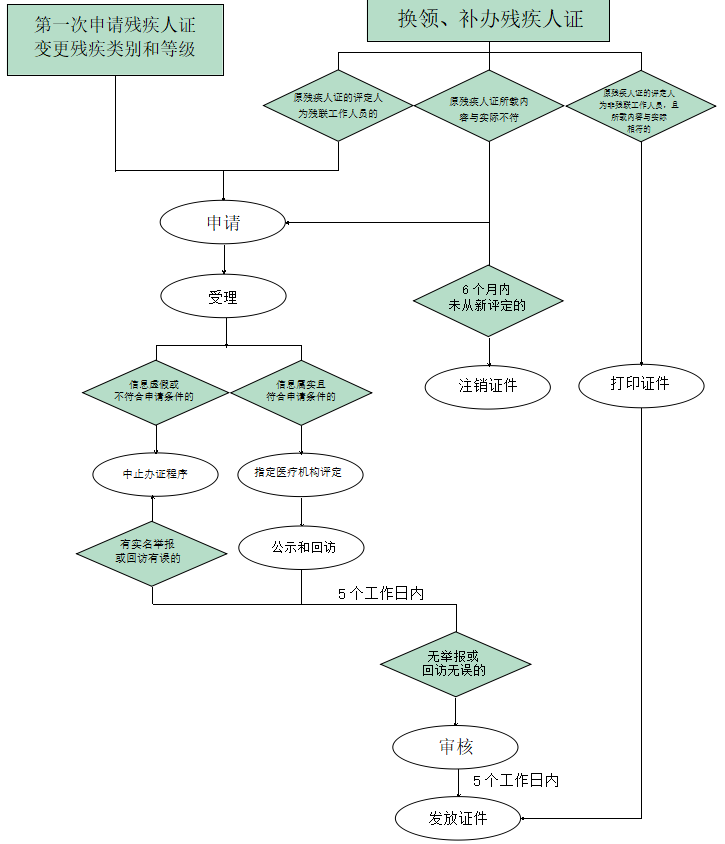 第一次申请残疾人证
变更残疾类别和等级
换领、补办残疾人证
原残疾人证的评定人
为残联工作人员的
原残疾人证所载内
容与实际不符
原残疾人证的评定人
为非残联工作人员，且
所载内容与实际
相符的
申请
受理
6 个月内
未从新评定的
注销证件
打印证件
信息虚假或
不符合申请条件的
信息属实且
符合申请条件的
中止办证程序
指定医疗机构评定
有实名举报
或回访有误的
公示和回访
5 个工作日内
无举报或
回访无误的
审核
5 个工作日内
发放证件